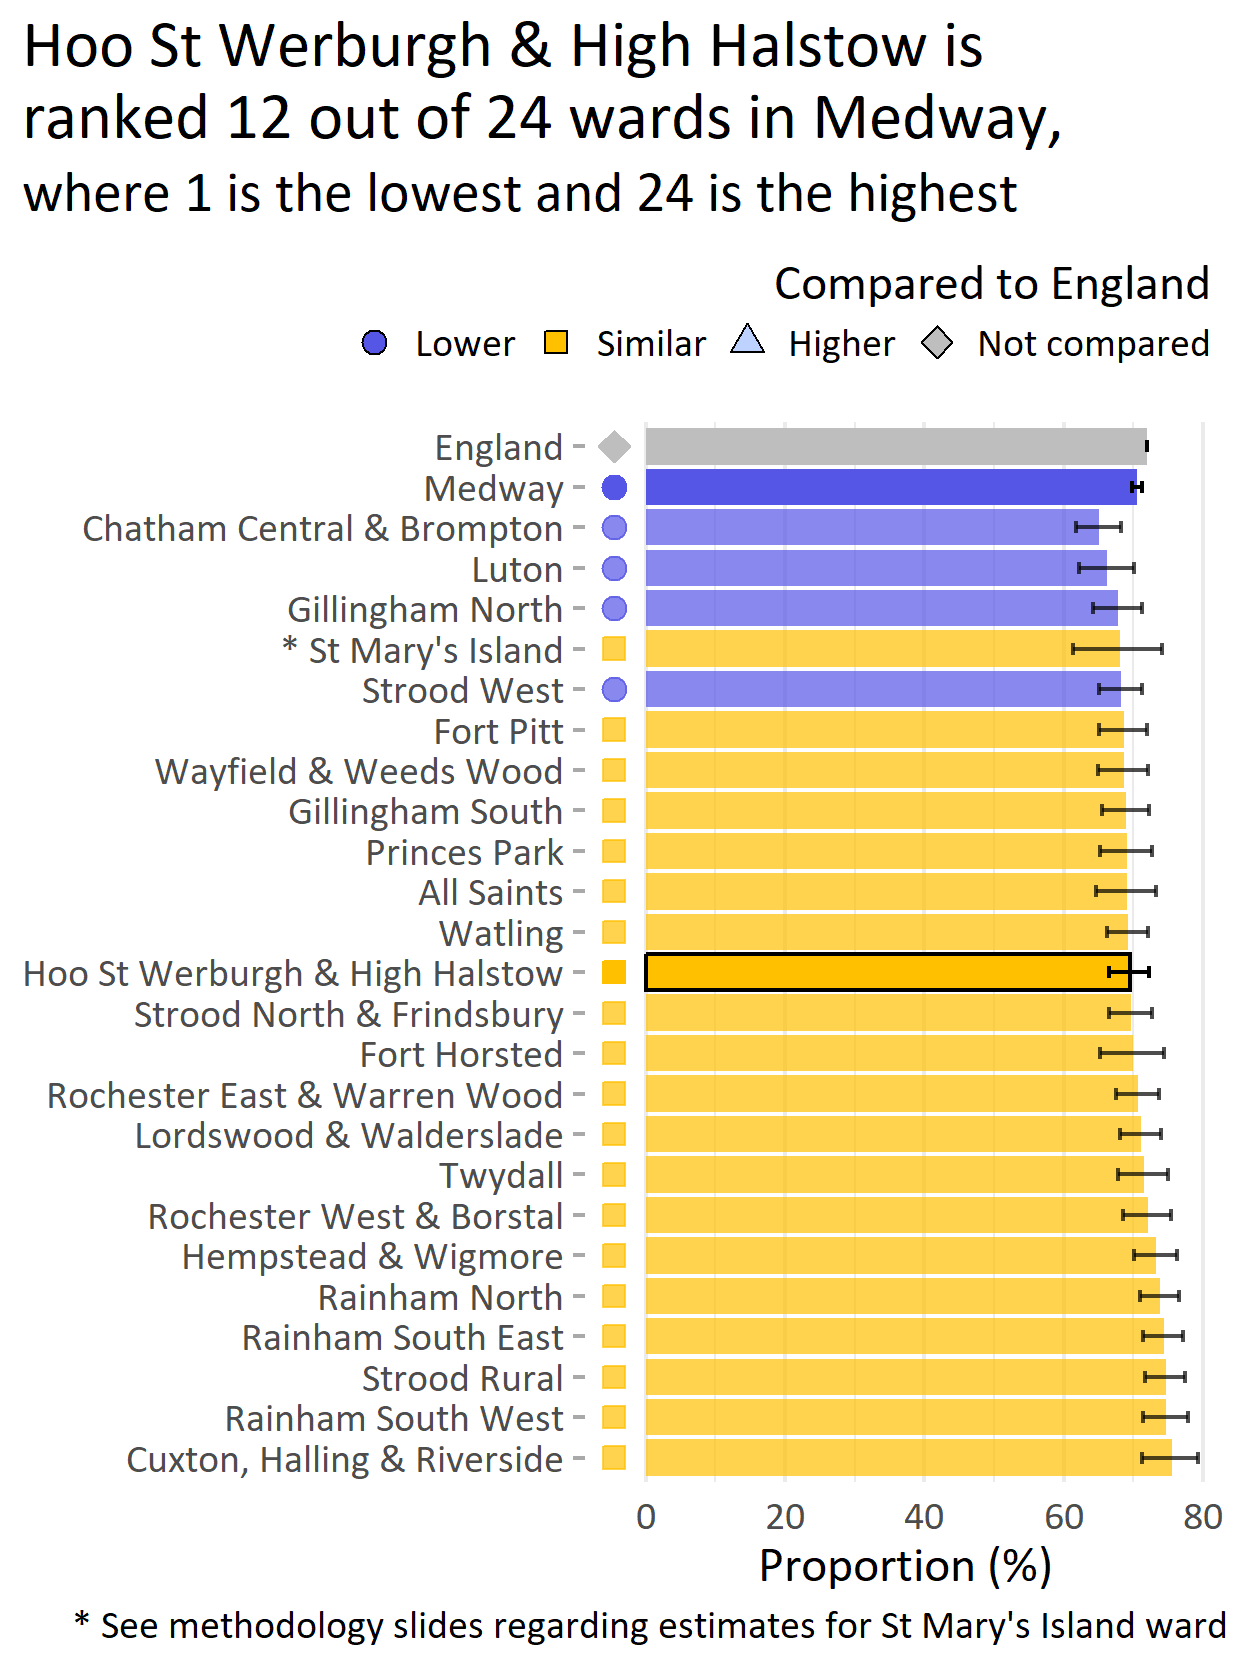 Hoo St Werburgh & High Halstow is
ranked 12 out of 24 wards in Medway,
where 1 is the lowest and 24 is the highest
Compared to England
Lower Similar Higher Not compared
England
Medway
Chatham Central & Brompton
Luton
Gillingham North
* St Mary's Island
Strood West
Fort Pitt
Wayfield & Weeds Wood
Gillingham South
Princes Park
All Saints
Watling
Hoo St Werburgh & High Halstow
Strood North & Frindsbury
Fort Horsted
Rochester East & Warren Wood
Lordswood & Walderslade
Twydall
Rochester West & Borstal
Hempstead & Wigmore
Rainham North
Rainham South East
Strood Rural
Rainham South West
Cuxton, Halling & Riverside
0 20 40 60 80
Proportion (%)
* See methodology slides regarding estimates for St Mary's Island ward